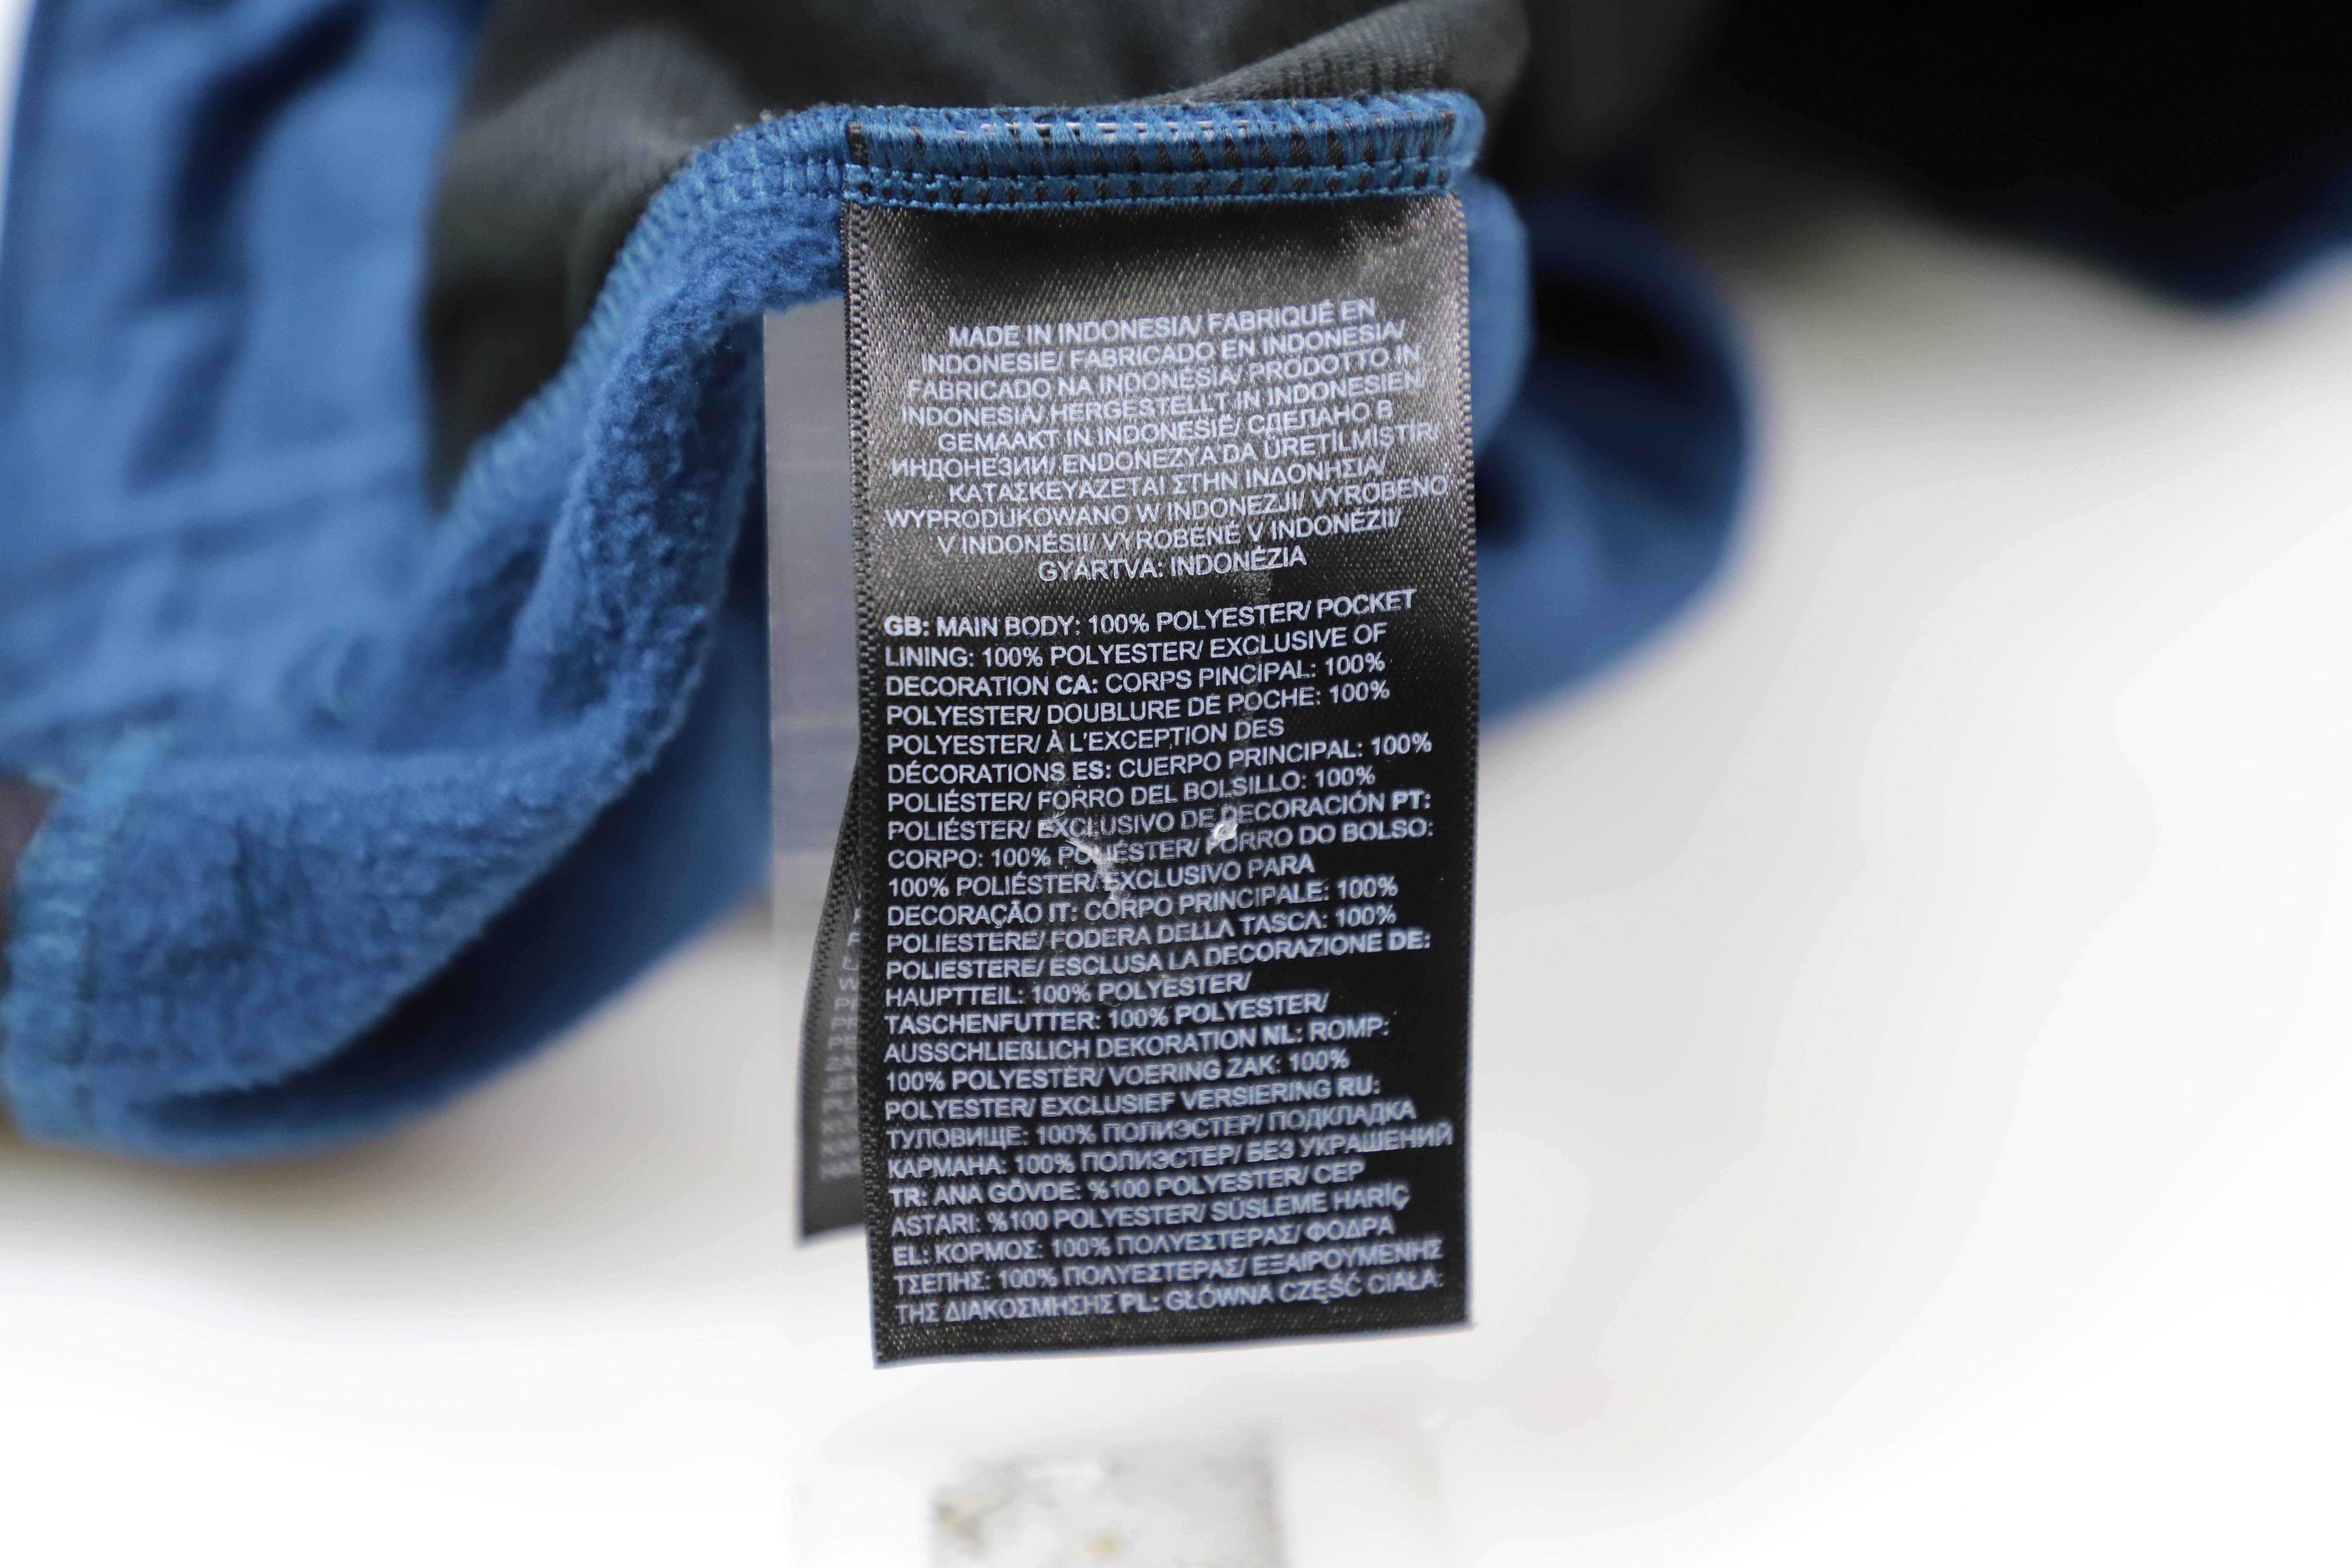 MADE IN INDONESIA/ FABRIQUÉ EN
INDONESIE/ FABRICADO EN INDONESIA/
FABRICADO NA INDONESIA/ PRODOTTO IN
INDONESIA/ HERGESTELLT IN INDONESIEN/
GEMAAKT IN INDONESIË/ СДЕЛАНО В
ИНДОНЕЗИИ/ ENDONEZYA DA ÜRETİLMİSTİR/
ΚΑΤΑΣΚΕΥΑΖΕΤΑΙ ΣΤΗΝ ΙΝΔΟΝΗΣΙΑ/
WYPRODUKOWANO W INDONEZJI/ VYROBENO
V INDONÉSII/ VYROBENÉ V INDONÉZII/
GYÁRTVA: INDONÉZIA
GB: MAIN BODY: 100% POLYESTER/ POCKET
LINING: 100% POLYESTER/ EXCLUSIVE OF
DECORATION CA: CORPS PINCIPAL: 100%
POLYESTER/ DOUBLURE DE POCHE: 100%
POLYESTER/ À L'EXCEPTION DES
DÉCORATIONS ES: CUERPO PRINCIPAL: 100%
POLIÉSTER/ FORRO DEL BOLSILLO: 100%
POLIÉSTER/ EXCLUSIVO DE DECORACIÓN PT:
CORPO: 100% POLIÉSTER/ FORRO DO BOLSO:
100% POLIÉSTER/ EXCLUSIVO PARA
DECORAÇÃO IT: CORPO PRINCIPALE: 100%
POLIESTERE/ FODERA DELLA TASCA: 100%
POLIESTERE/ ESCLUSA LA DECORAZIONE DE:
HAUPTTEIL: 100% POLYESTER/
TASCHENFUTTER: 100% POLYESTER/
AUSSCHLIEßLICH DEKORATION NL: ROMP:
100% POLYESTER/ VOERING ZAK: 100%
POLYESTER/ EXCLUSIEF VERSIERING RU:
ТУЛОВИЩЕ: 100% ПОЛИЭСТЕР/ ПОДКЛАДКА
КАРМАНА: 100% ПОЛИЭСТЕР/ БЕЗ УКРАШЕНИЙ
TR: ANA GÖVDE: %100 POLYESTER/ CEP
ASTARI: %100 POLYESTER/ SÜSLEME HARİÇ
EL: ΚΟΡΜΟΣ: 100% ΠΟΛΥΕΣΤΕΡΑΣ/ ΦΟΔΡΑ
ΤΣΕΠΗΣ: 100% ΠΟΛΥΕΣΤΕΡΑΣ/ ΕΞΑΙΡΟΥΜΕΝΗΣ
ΤΗΣ ΔΙΑΚΟΣΜΗΣΗΣ PL: GŁÓWNA CZĘŚĆ CIAŁA: